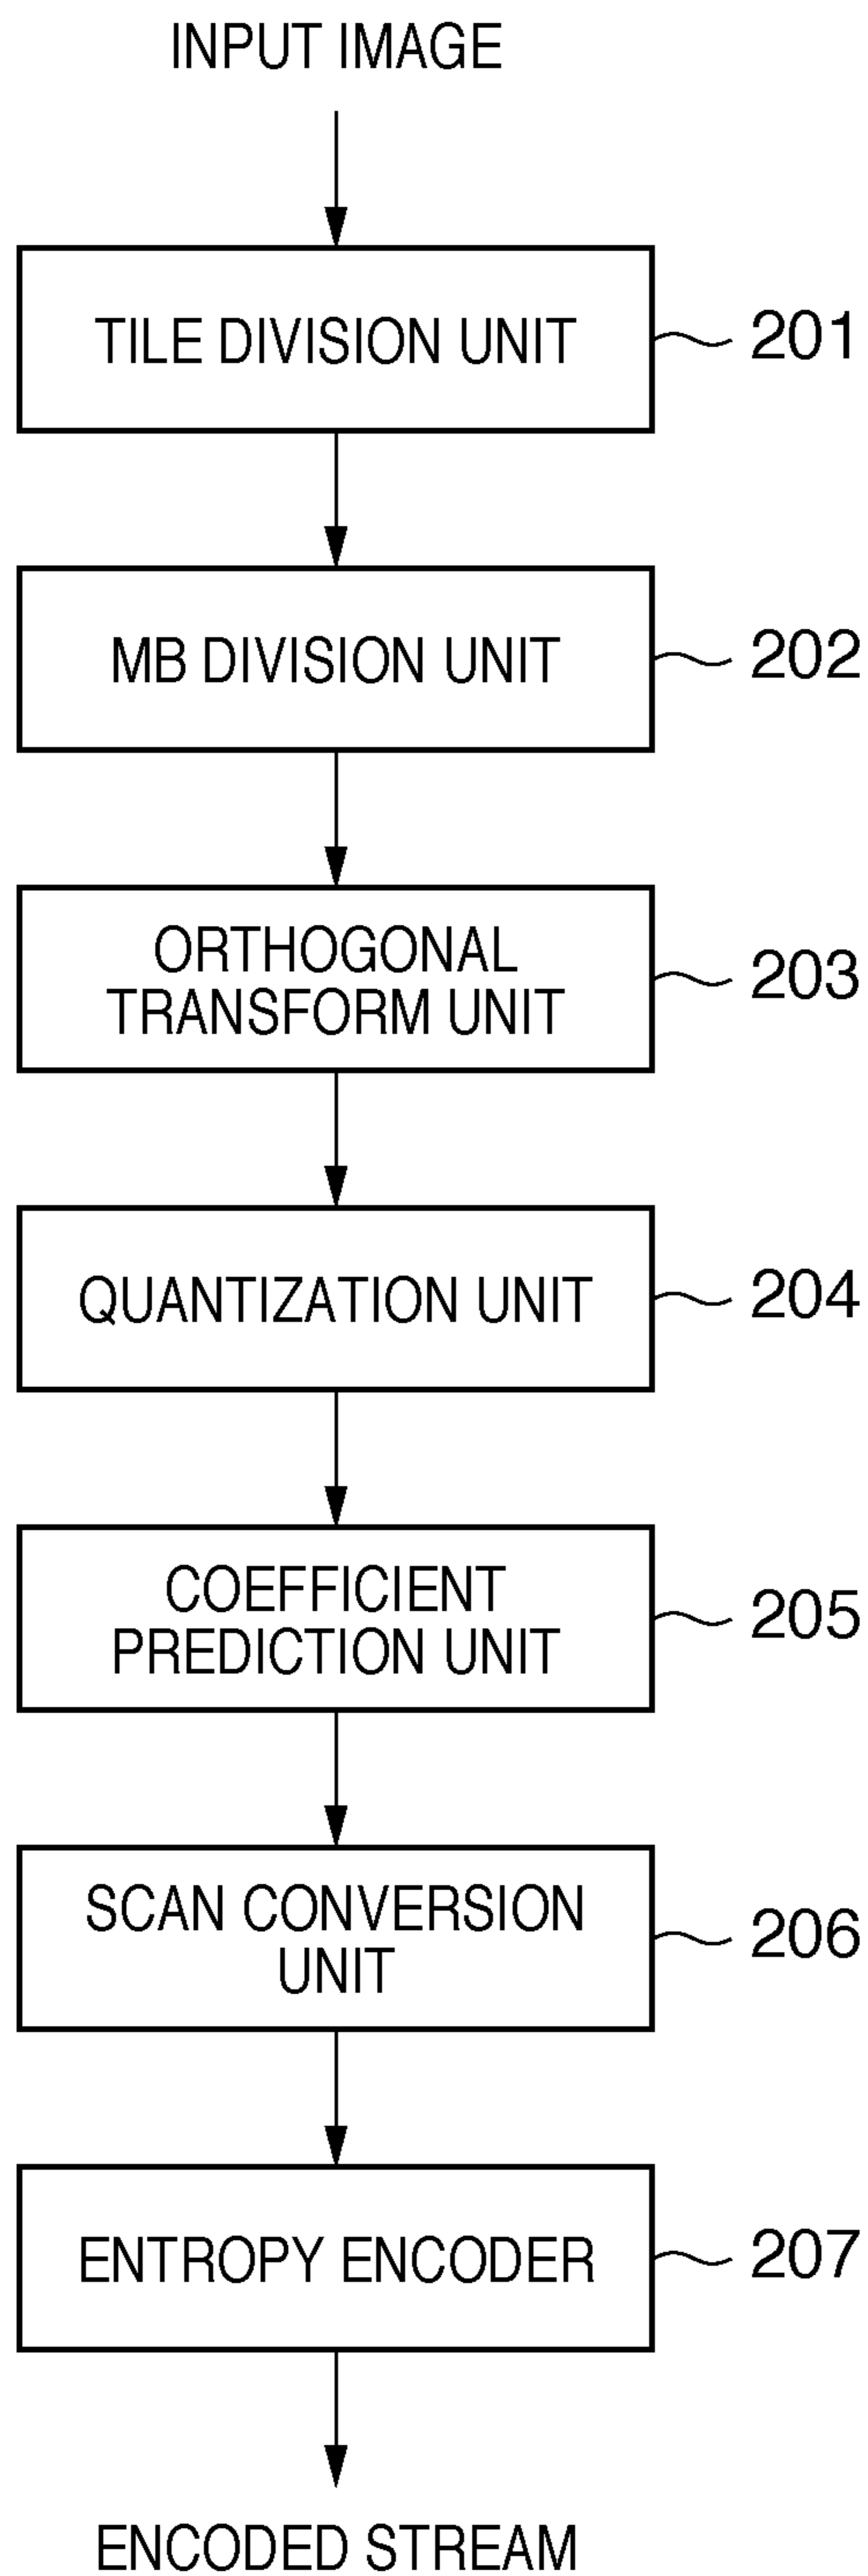 INPUT IMAGE
TILE DIVISION UNIT
201
MB DIVISION UNIT
202
ORTHOGONAL
TRANSFORM UNIT
203
QUANTIZATION UNIT
204
COEFFICIENT
PREDICTION UNIT
205
SCAN CONVERSION
UNIT
206
ENTROPY ENCODER
207
ENCODED STREAM